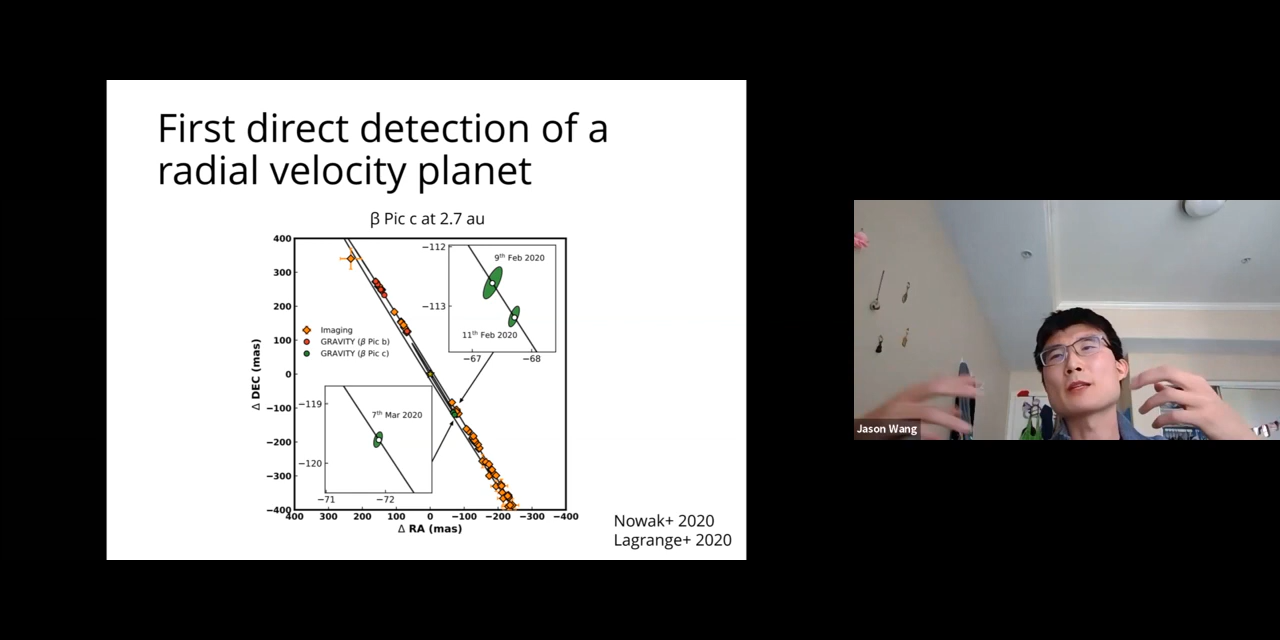 First direct detection of a
radial velocity planet
β Pic c at 2.7 au
400
300
200
100
0
−100
−200
−300
−400
Δ DEC (mas)
400 300 200 100 0 −100 −200 −300 −400
Δ RA (mas)
Imaging
GRAVITY (β Pic b)
GRAVITY (β Pic c)
−112
9th Feb 2020
−113
11th Feb 2020
−67 −68
−119
7th Mar 2020
−120
−71 −72
Nowak+ 2020
Lagrange+ 2020
Jason Wang